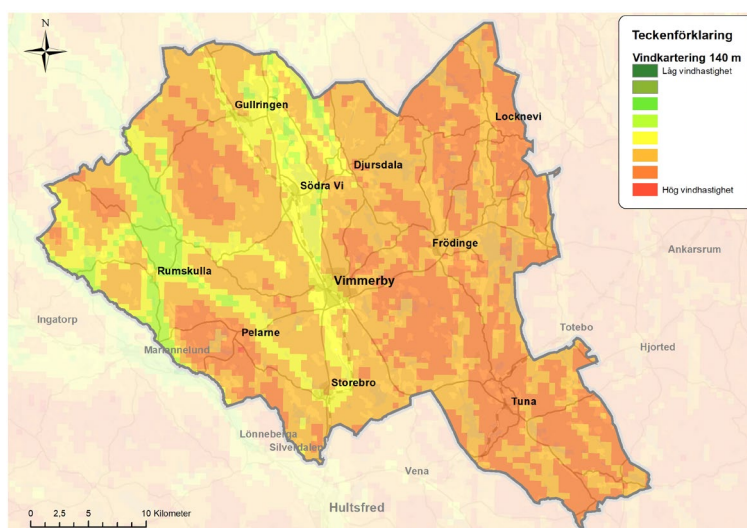 N
Teckenförklaring
Vindkartering 140 m
Låg vindhastighet
Hög vindhastighet
Gullringen
Locknevi
Djursdala
Södra Vi
Frödinge
Ankarsrum
Rumskulla
Vimmerby
Ingatorp
Pelarne
Totebo
Mariannelund
Hjorted
Storebro
Tuna
Lönneberga
Silverdalen
Vena
Hultsfred
0 2,5 5 10 Kilometer